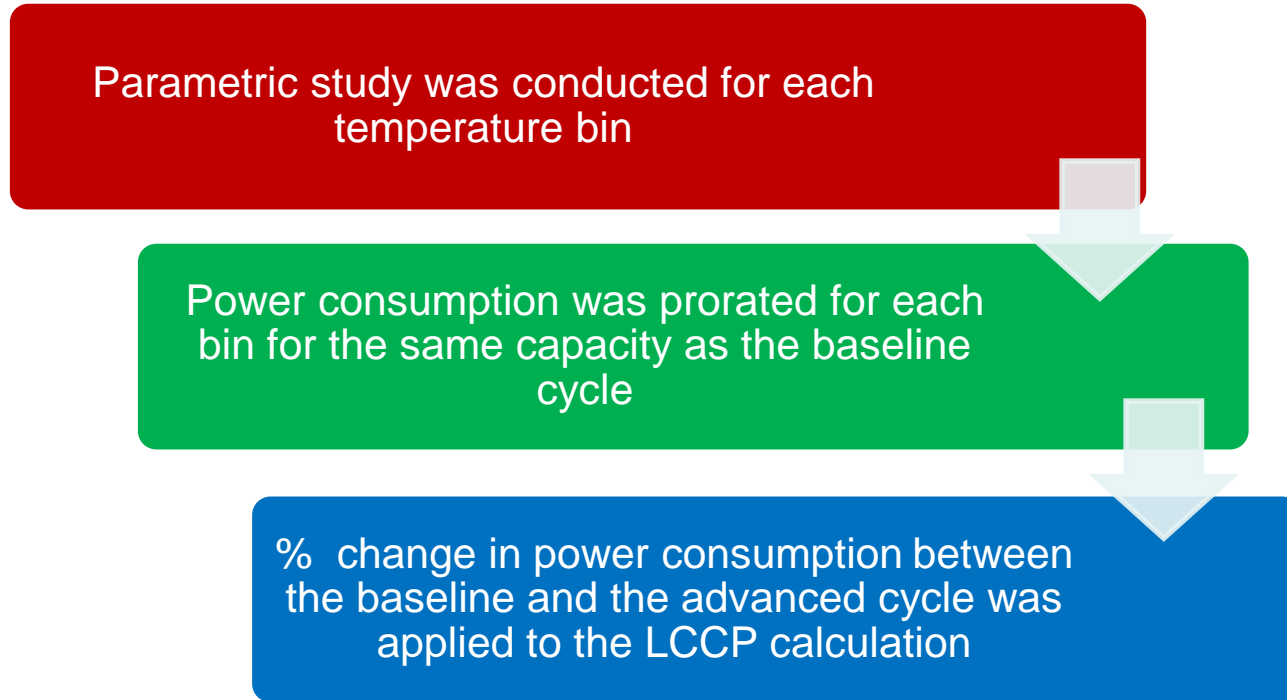 Parametric study was conducted for each
temperature bin
Power consumption was prorated for each
bin for the same capacity as the baseline
cycle
% change in power consumption between
the baseline and the advanced cycle was
applied to the LCCP calculation